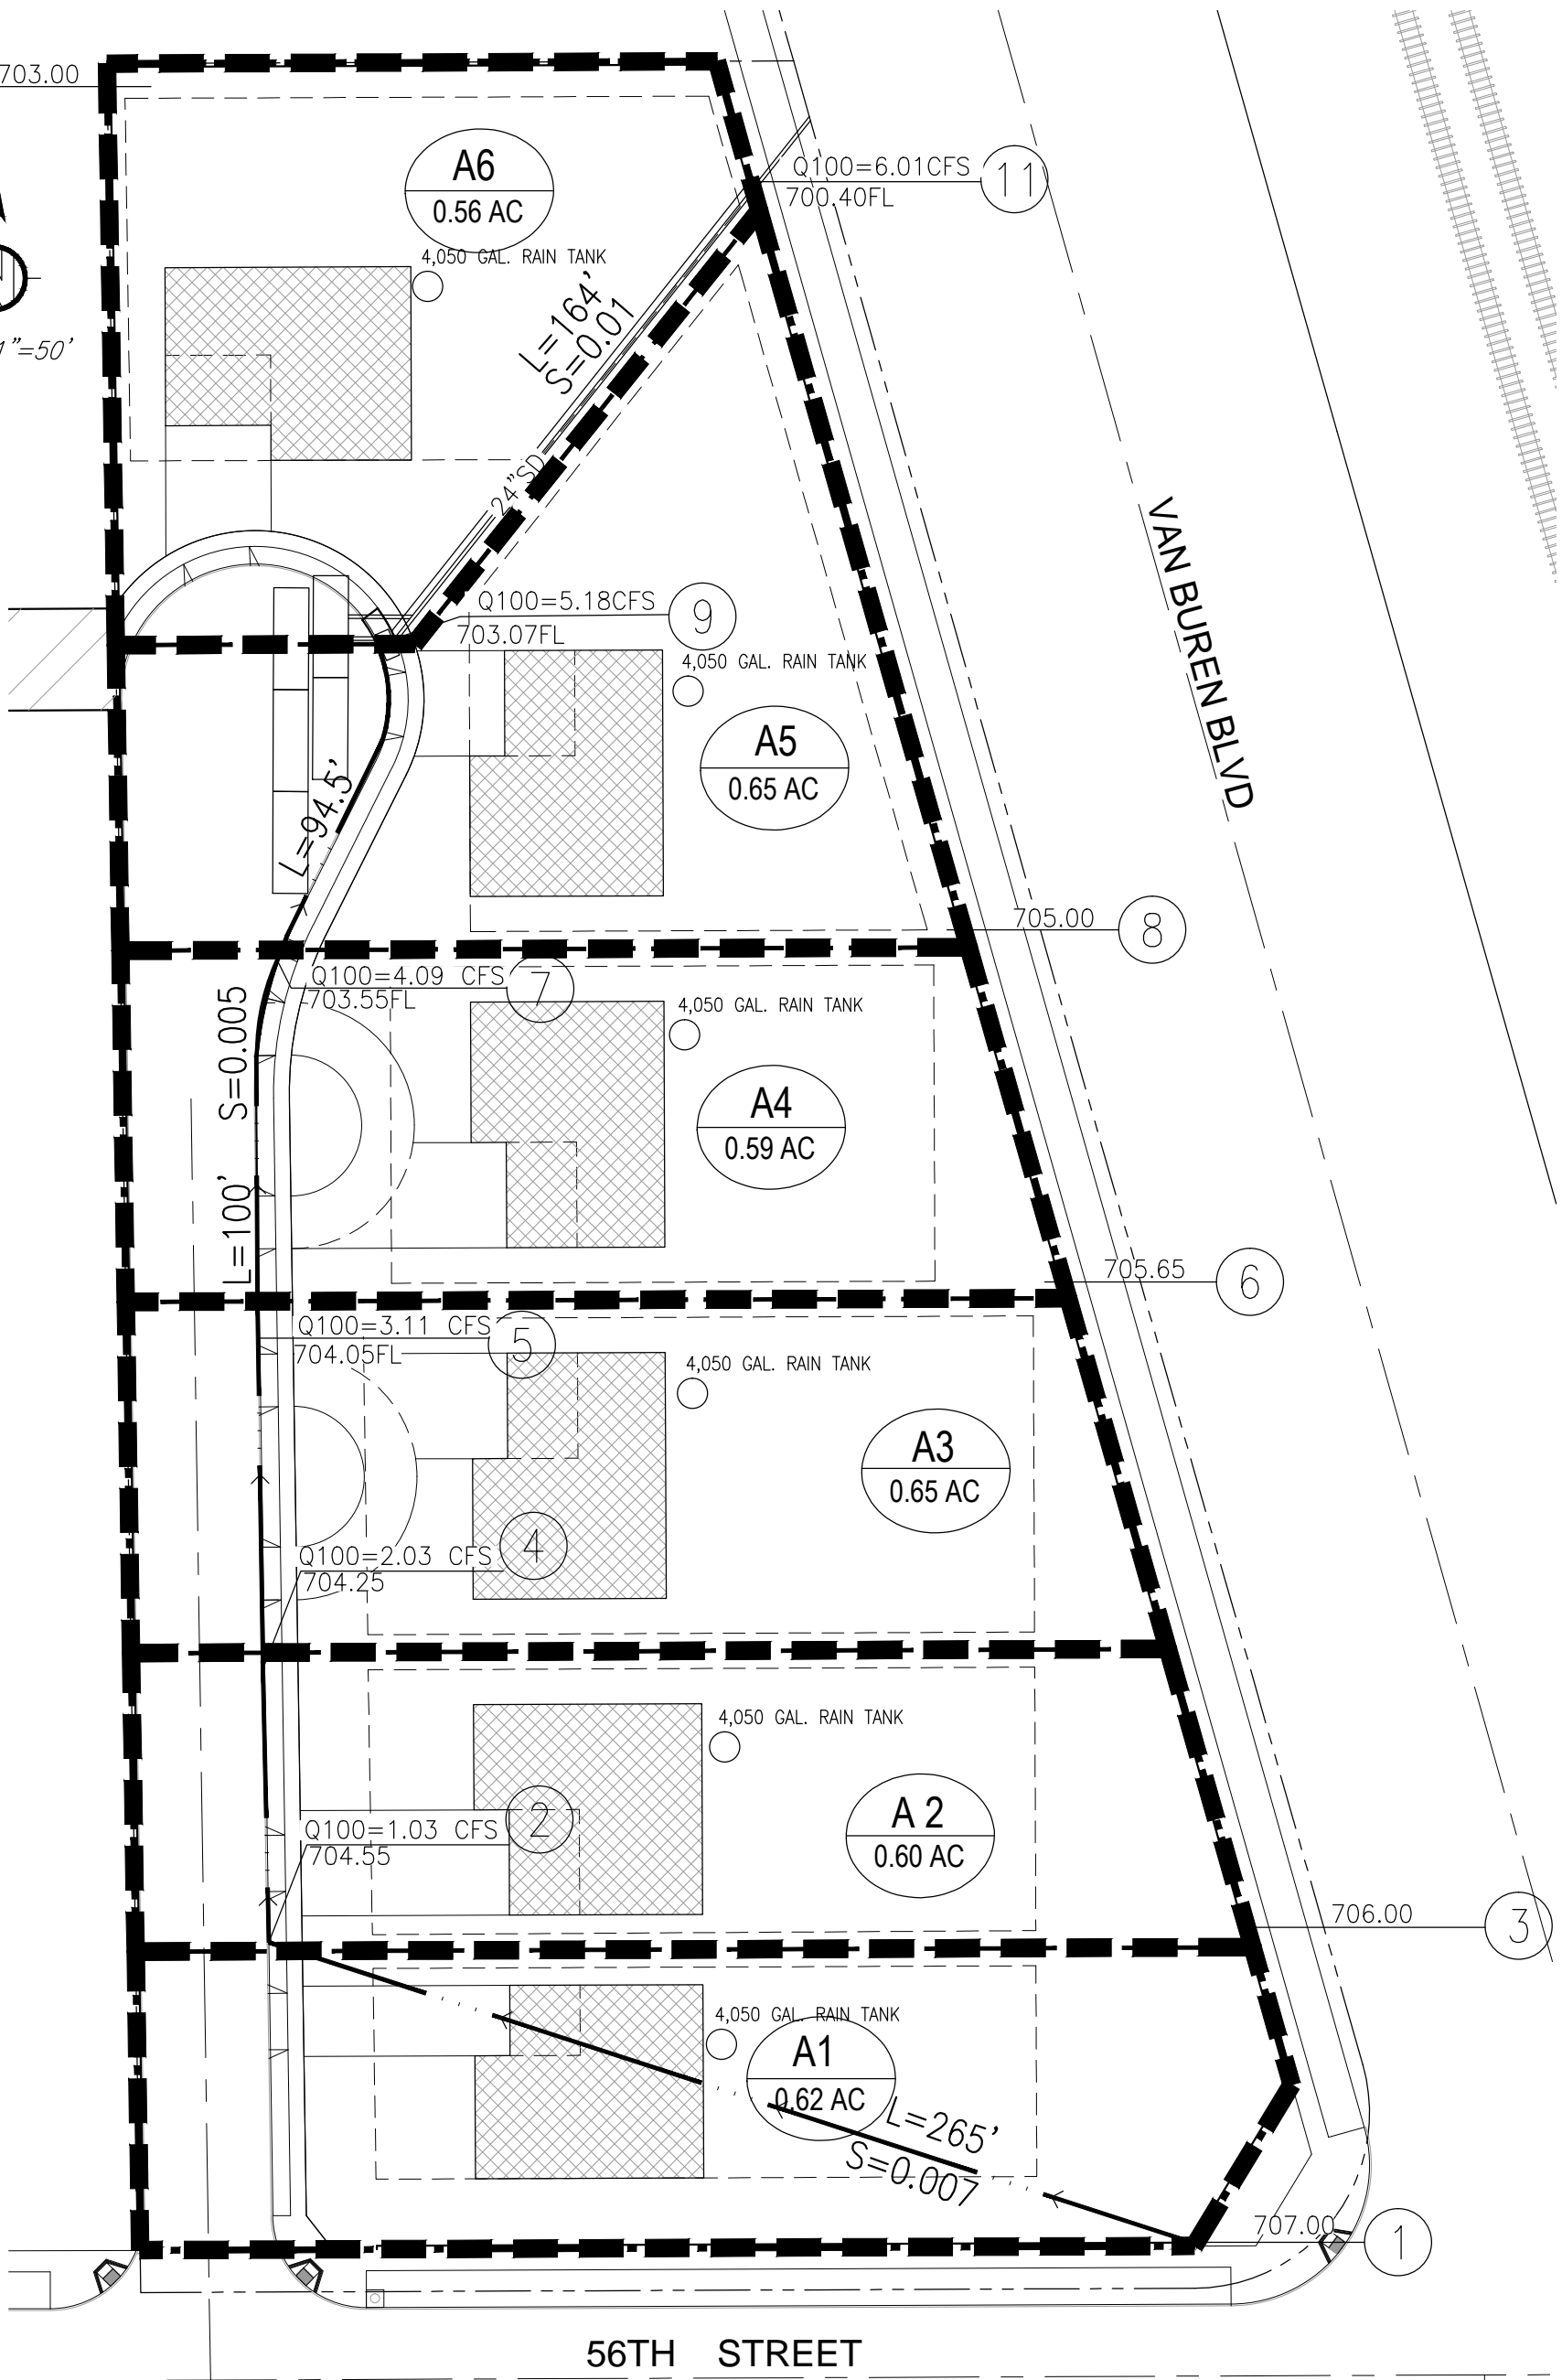 703.00
A6
0.56 AC
Q100=6.01CFS
700.40FL
11
4,050 GAL. RAIN TANK
1"=50'
L=164'
S=0.01
24"SD
VAN BUREN BLVD
Q100=5.18CFS
703.07FL
9
4,050 GAL. RAIN TANK
A5
0.65 AC
L=94.5'
705.00
8
Q100=4.09 CFS
703.55FL
7
4,050 GAL. RAIN TANK
L=100' S=0.005
A4
0.59 AC
705.65
6
Q100=3.11 CFS
704.05FL
5
4,050 GAL. RAIN TANK
A3
0.65 AC
Q100=2.03 CFS
704.25
4
4,050 GAL. RAIN TANK
A 2
0.60 AC
Q100=1.03 CFS
704.55
2
706.00
3
4,050 GAL. RAIN TANK
A1
0.62 AC
L=265'
S=0.007
707.00
1
56TH STREET